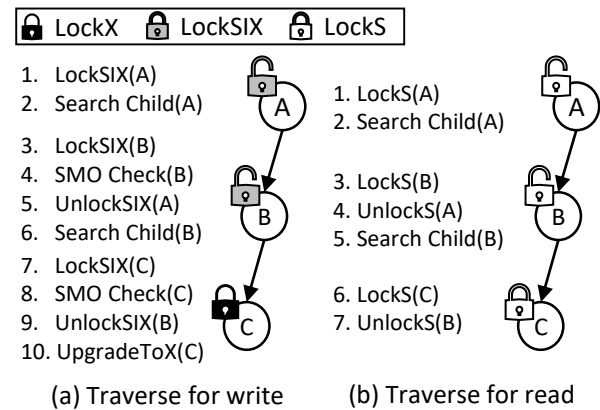 LockX LockSIX LockS
1. LockSIX(A)
2. Search Child(A)
3. LockSIX(B)
4. SMO Check(B)
5. UnlockSIX(A)
6. Search Child(B)
7. LockSIX(C)
8. SMO Check(C)
9. UnlockSIX(B)
10. UpgradeToX(C)
A
B
C
(a) Traverse for write
1. LockS(A)
2. Search Child(A)
3. LockS(B)
4. UnlockS(A)
5. Search Child(B)
6. LockS(C)
7. UnlockS(B)
A
B
C
(b) Traverse for read